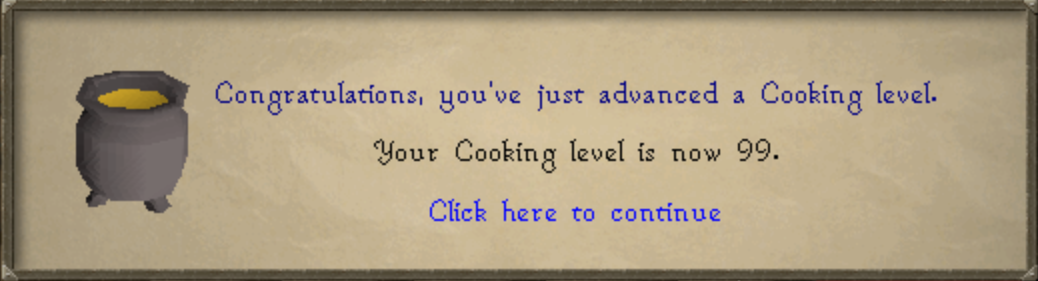 Congratulations, you've just advanced a Cooking level.
Your Cooking level is now 99.
Click here to continue